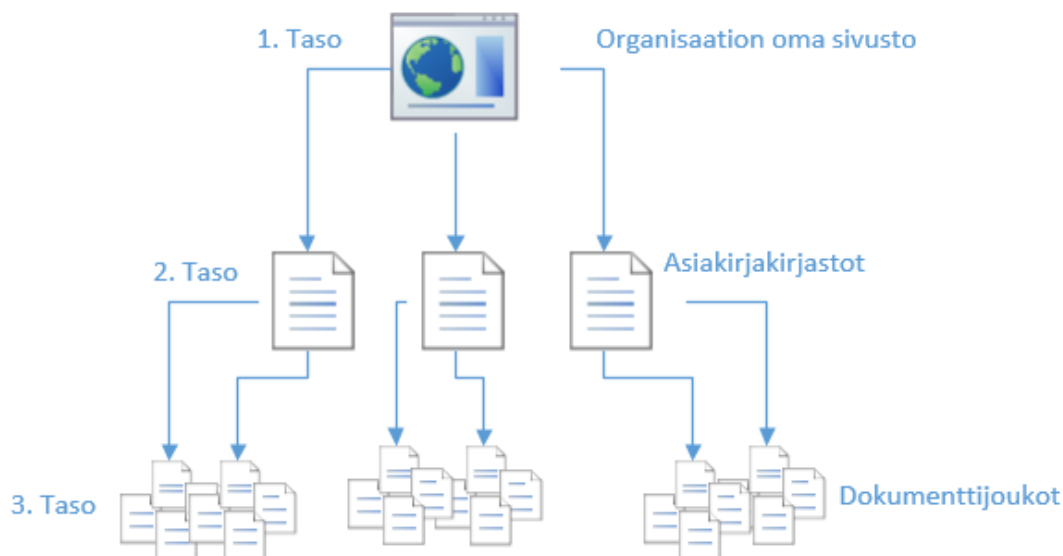 1. Taso
Organisaation oma sivusto
2. Taso
Asiakirjakirjastot
3. Taso
Dokumenttijoukot